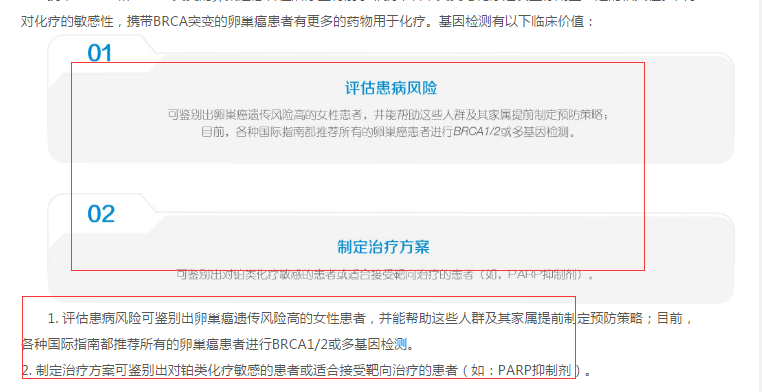 对化疗的敏感性，携带BRCA突变的卵巢癌患者有更多的药物用于化疗。基因检测有以下临床价值：
01
评估患病风险
可鉴别出卵巢癌遗传风险高的女性患者，并能帮助这些人群及其家属提前制定预防策略；
目前，各种国际指南都推荐所有的卵巢癌患者进行BRCA1/2或多基因检测。
02
制定治疗方案
可鉴别出对铂类化疗敏感的患者或适合接受靶向治疗的患者（如，PARP抑制剂）。
1. 评估患病风险可鉴别出卵巢癌遗传风险高的女性患者，并能帮助这些人群及其家属提前制定预防策略；目前，
各种国际指南都推荐所有的卵巢癌患者进行BRCA1/2或多基因检测。
2. 制定治疗方案可鉴别出对铂类化疗敏感的患者或适合接受靶向治疗的患者（如：PARP抑制剂）。